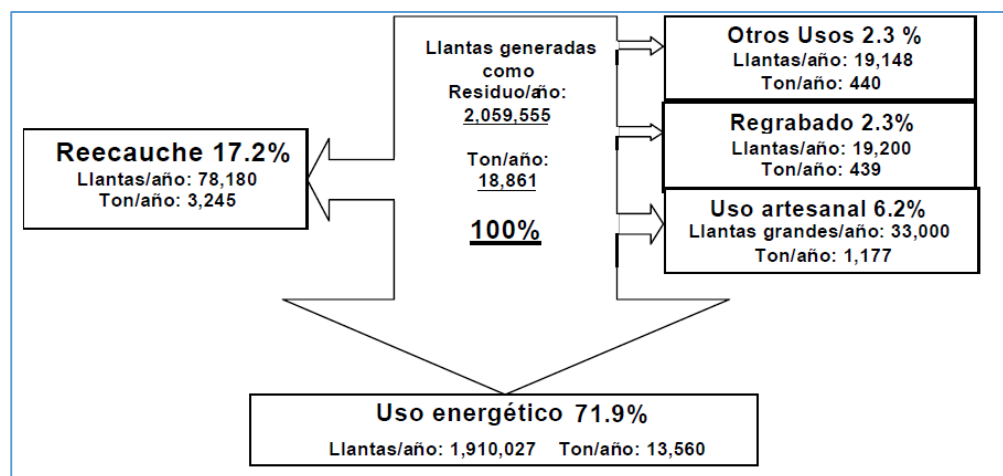 Llantas generadas
como
Residuo/año:
2,059,555
Ton/año:
18,861
100%
Reecauche 17.2%
Llantas/año: 78,180
Ton/año: 3,245
Otros Usos 2.3 %
Llantas/año: 19,148
Ton/año: 440
Regrabado 2.3%
Llantas/año: 19,200
Ton/año: 439
Uso artesanal 6.2%
Llantas grandes/año: 33,000
Ton/año: 1,177
Uso energético 71.9%
Llantas/año: 1,910,027 Ton/año: 13,560